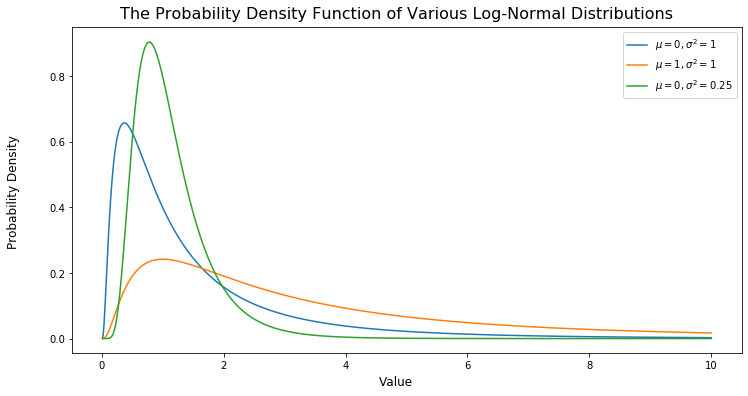 The Probability Density Function of Various Log-Normal Distributions
μ = 0, σ² = 1
μ = 1, σ² = 1
μ = 0, σ² = 0.25
Probability Density
0.8
0.6
0.4
0.2
0.0
0 2 4 6 8 10
Value